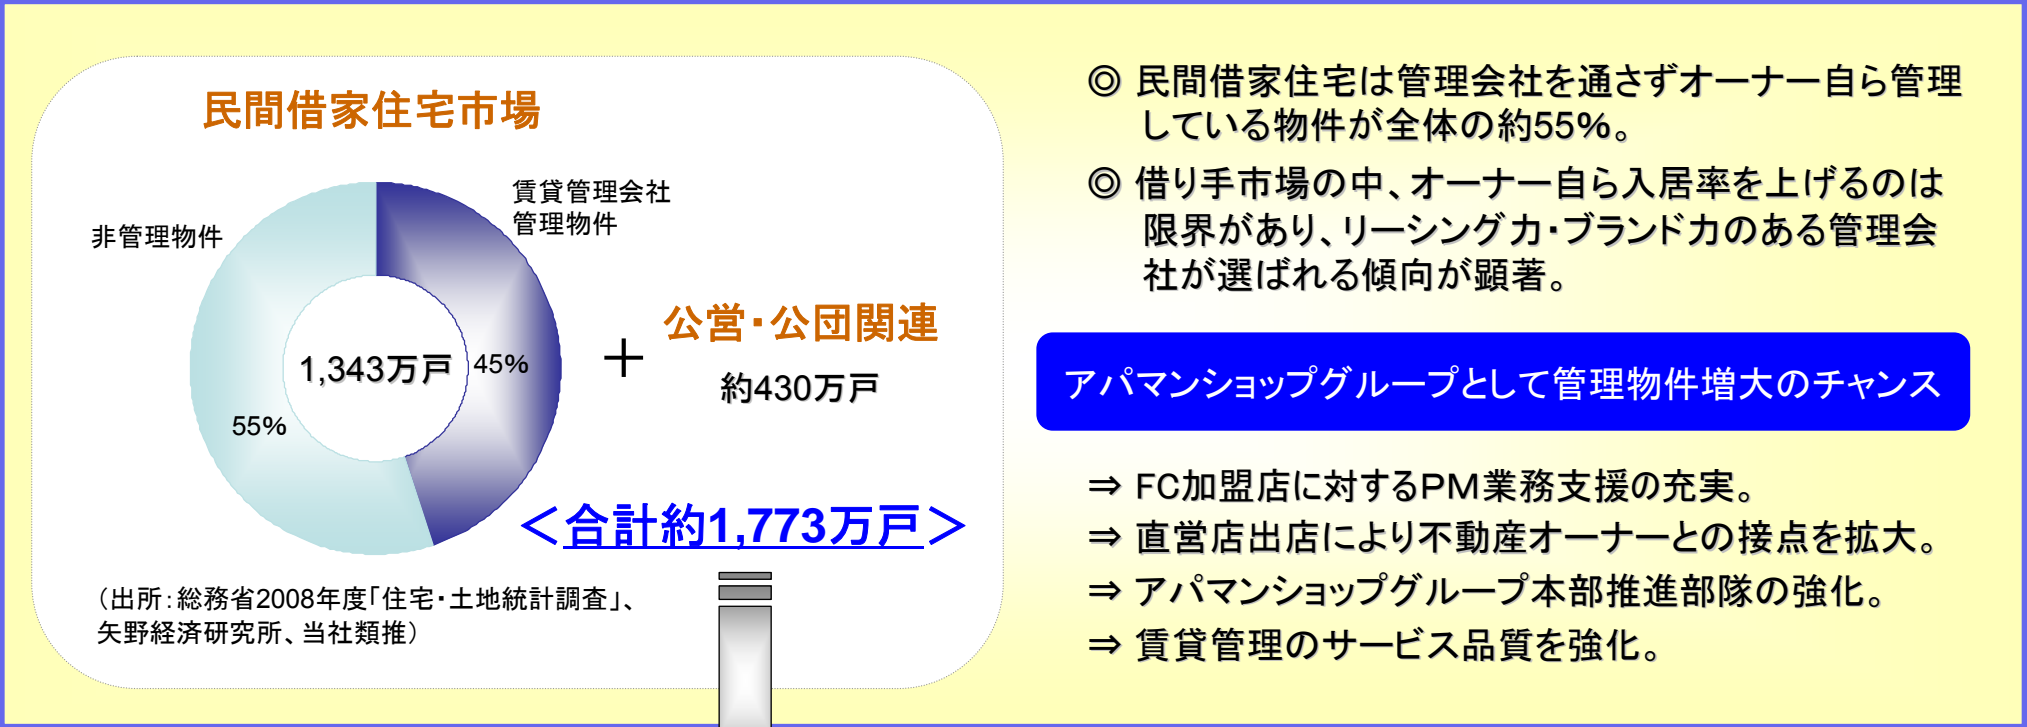 民間借家住宅市場
賃貸管理会社
管理物件
非管理物件
1,343万戸
45%
55%
＋
公営・公団関連
約430万戸
＜合計約1,773万戸＞
（出所：総務省2008年度「住宅・土地統計調査」、
矢野経済研究所、当社類推）
◎ 民間借家住宅は管理会社を通さずオーナー自ら管理
している物件が全体の約55％。
◎ 借り手市場の中、オーナー自ら入居率を上げるのは
限界があり、リーシング力・ブランド力のある管理会
社が選ばれる傾向が顕著。
アパマンショップグループとして管理物件増大のチャンス
⇒ FC加盟店に対するＰＭ業務支援の充実。
⇒ 直営店出店により不動産オーナーとの接点を拡大。
⇒ アパマンショップグループ本部推進部隊の強化。
⇒ 賃貸管理のサービス品質を強化。